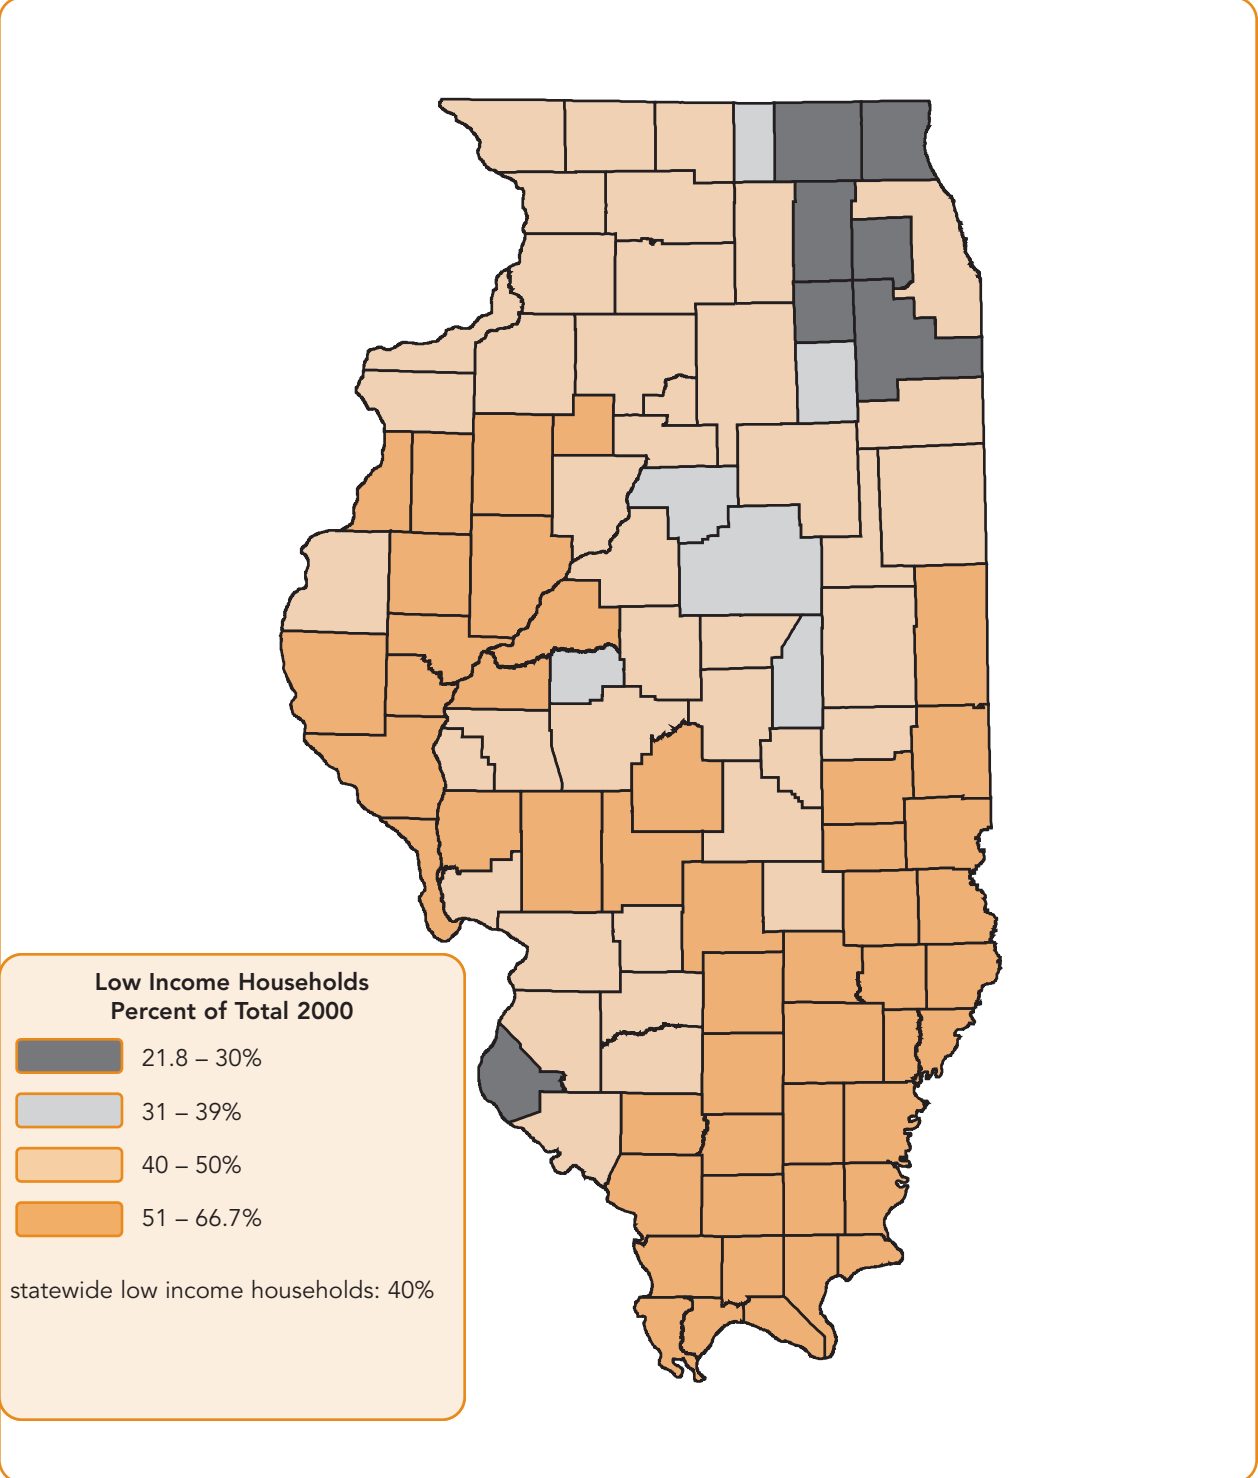 Low Income Households
Percent of Total 2000
21.8 – 30%
31 – 39%
40 – 50%
51 – 66.7%
statewide low income households: 40%